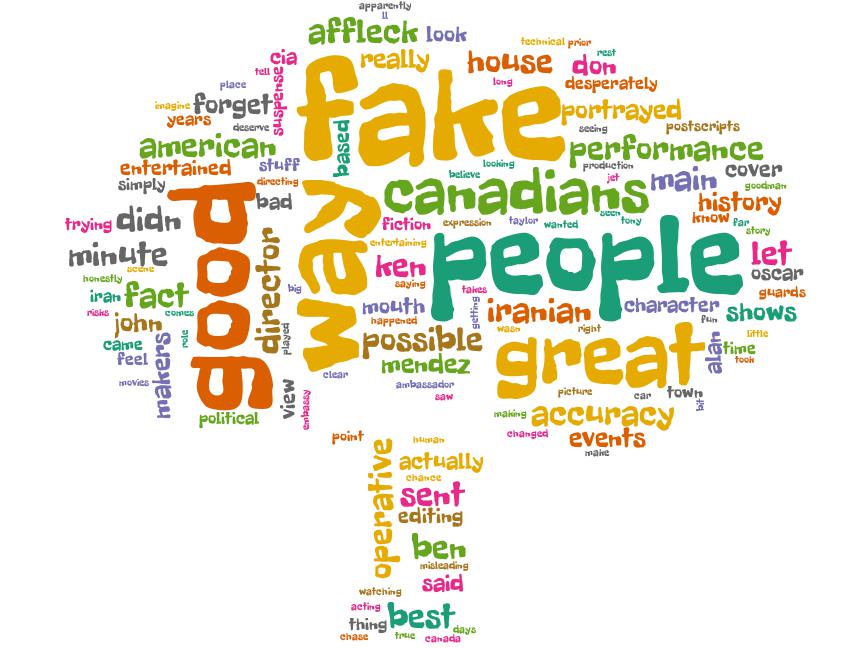 apparently
ll
affleck look
technical prior
rest
cia
really
house
don
tell
long
desperately
place
suspense
fake
imagine
forget
portrayed
years
deserve
based
seeing
postscripts
american
performance
looking
production
entertained
stuff
believe
jet
main
cover
simply
directing
canadians
goodman
good
bad
way
history
trying
didn
fiction
expression
taylor
wanted
seen
tony
know
far
story
minute
director
entertaining
people
let
scene
ken
oscar
honestly
saying
guards
iran
fact
big
takes
risks
comes
mouth
getting
iranian
character
shows
john
happened
fun
came
role
played
possible
wasn
right
great
alan
little
time
feel
makers
mendez
took
movies
clear
view
ambassador
picture
car
town
embassy
saw
bit
political
making
accuracy
changed
events
make
point
human
operative
actually
chance
sent
editing
ben
misleading
said
watching
acting
best
thing
days
chase
true
canada